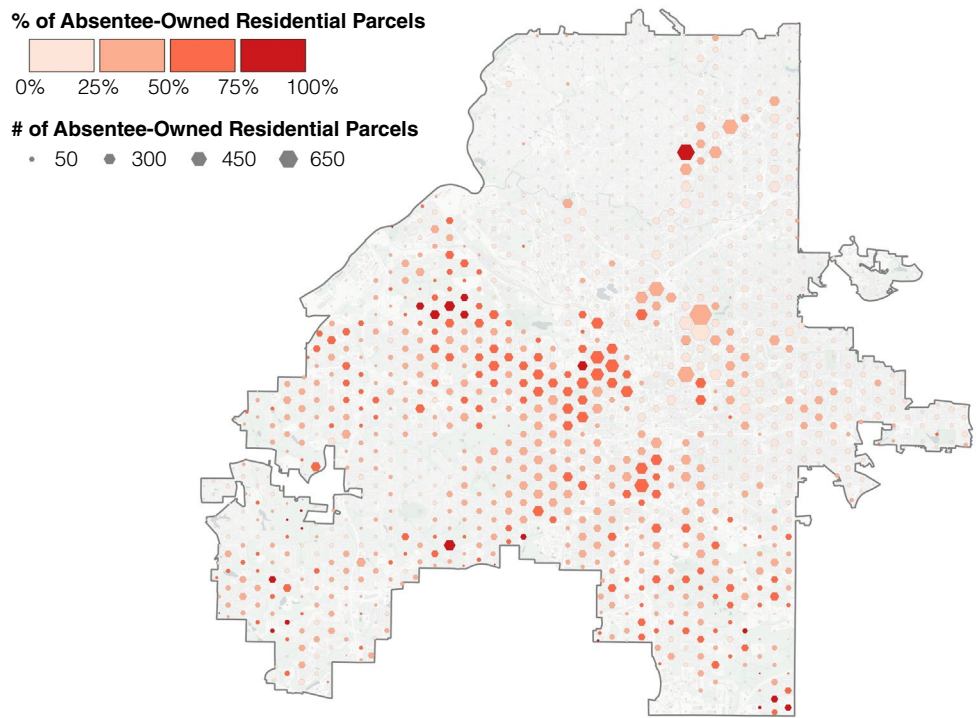 % of Absentee-Owned Residential Parcels
0% 25% 50% 75% 100%
# of Absentee-Owned Residential Parcels
50 300 450 650